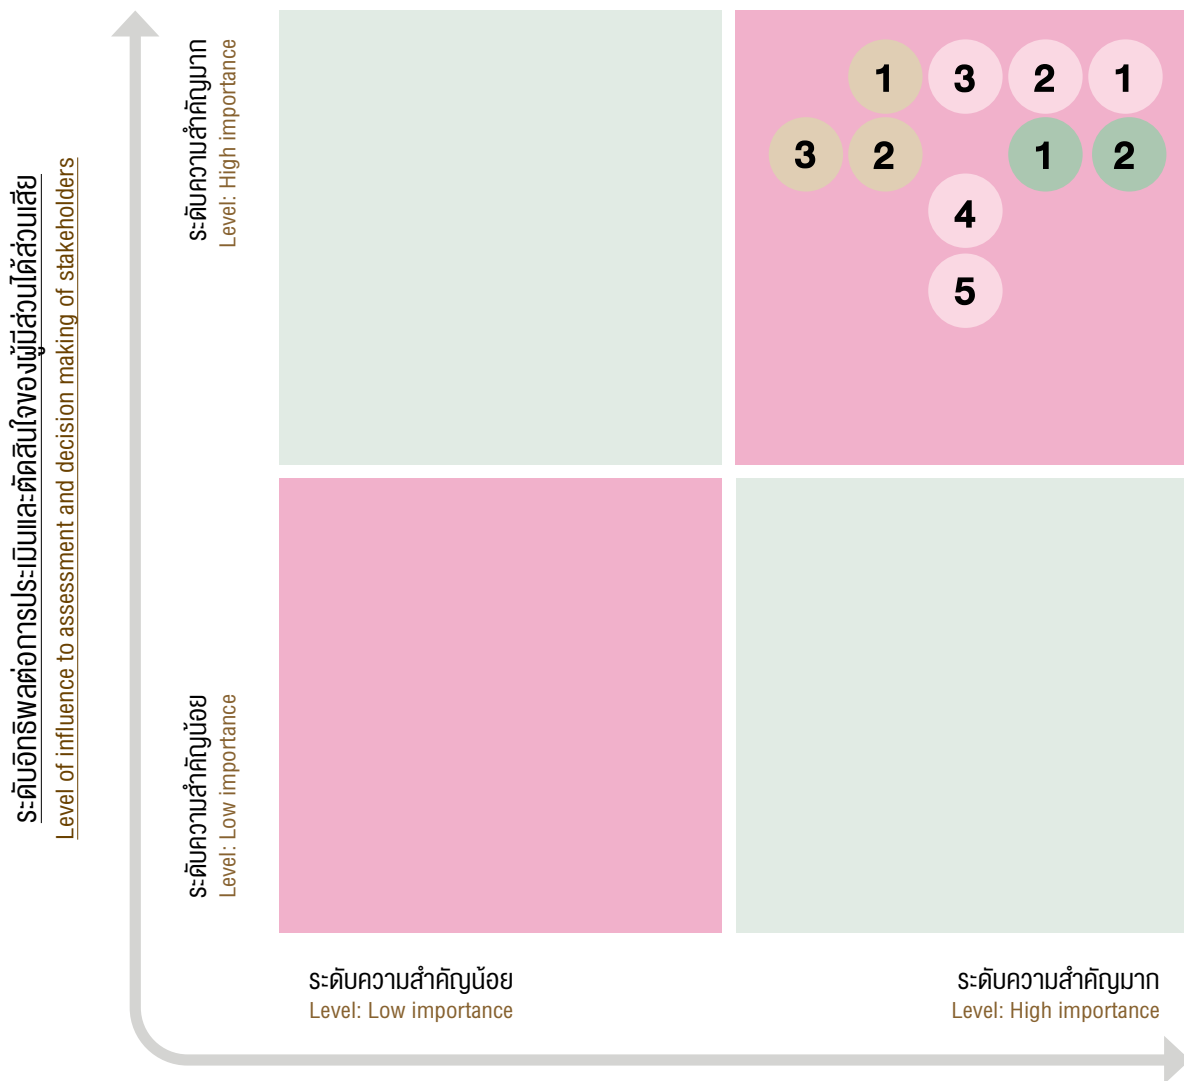 ระดับอิทธิพลต่อการประเมินและตัดสินใจของผู้มีส่วนได้ส่วนเสีย
Level of influence to assessment and decision making of stakeholders
ระดับความสำคัญมาก
Level: High importance
1 3 2 1
3 2 1 2
4
5
ระดับความสำคัญน้อย
Level: Low importance
ระดับความสำคัญน้อย
Level: Low importance
ระดับความสำคัญมาก
Level: High importance